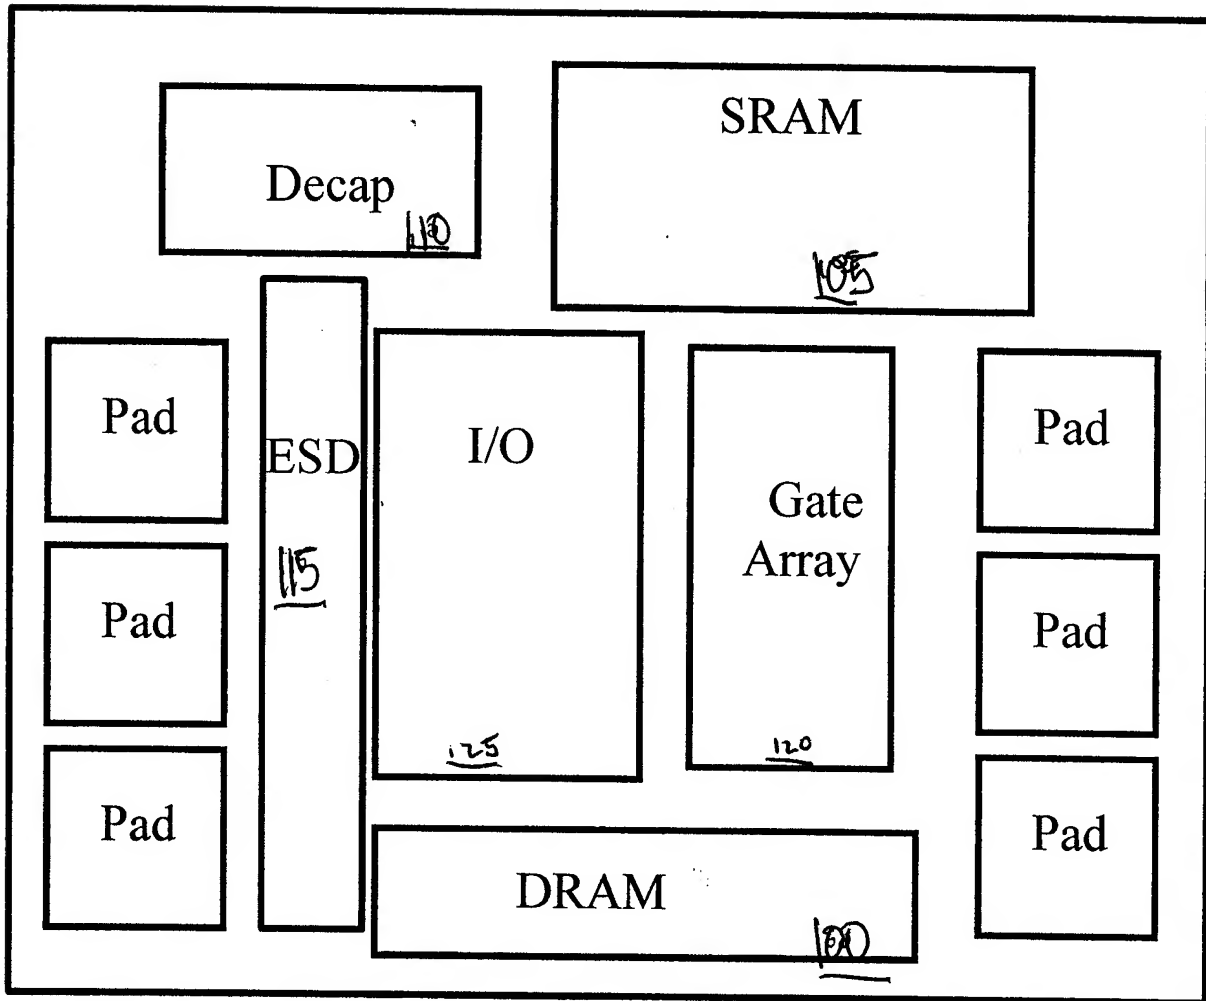 SRAM
Decap
110
105
Pad
ESD
I/O
Gate
Array
Pad
115
Pad
Pad
125
120
Pad
DRAM
Pad
100